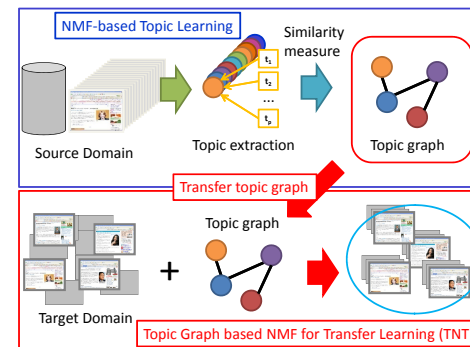 NMF-based Topic Learning
Similarity
measure
t1
t2
...
tp
Source Domain
Topic extraction
Topic graph
Transfer topic graph
Topic graph
+
Target Domain
Topic Graph based NMF for Transfer Learning (TNT